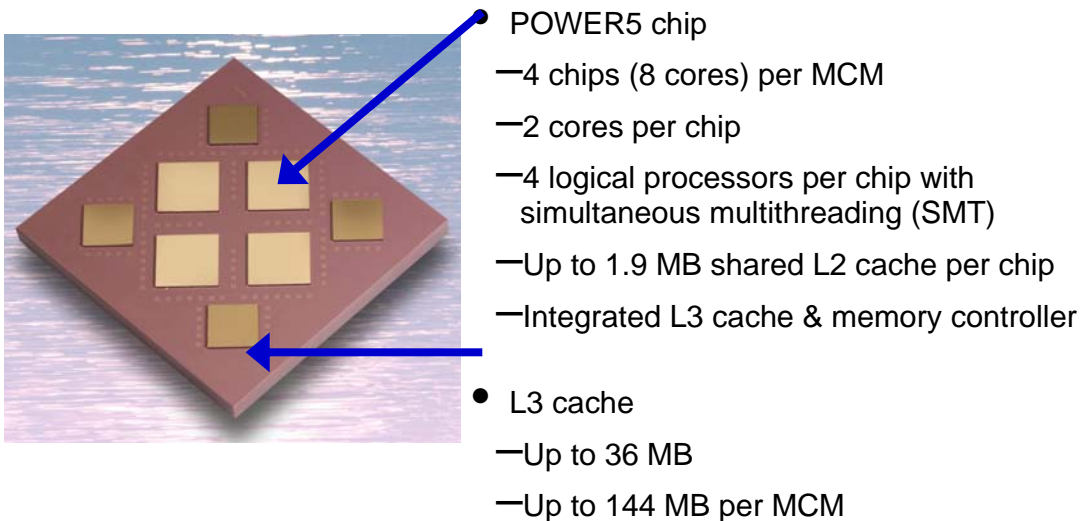 • POWER5 chip
—4 chips (8 cores) per MCM
—2 cores per chip
—4 logical processors per chip with
simultaneous multithreading (SMT)
—Up to 1.9 MB shared L2 cache per chip
—Integrated L3 cache & memory controller
• L3 cache
—Up to 36 MB
—Up to 144 MB per MCM